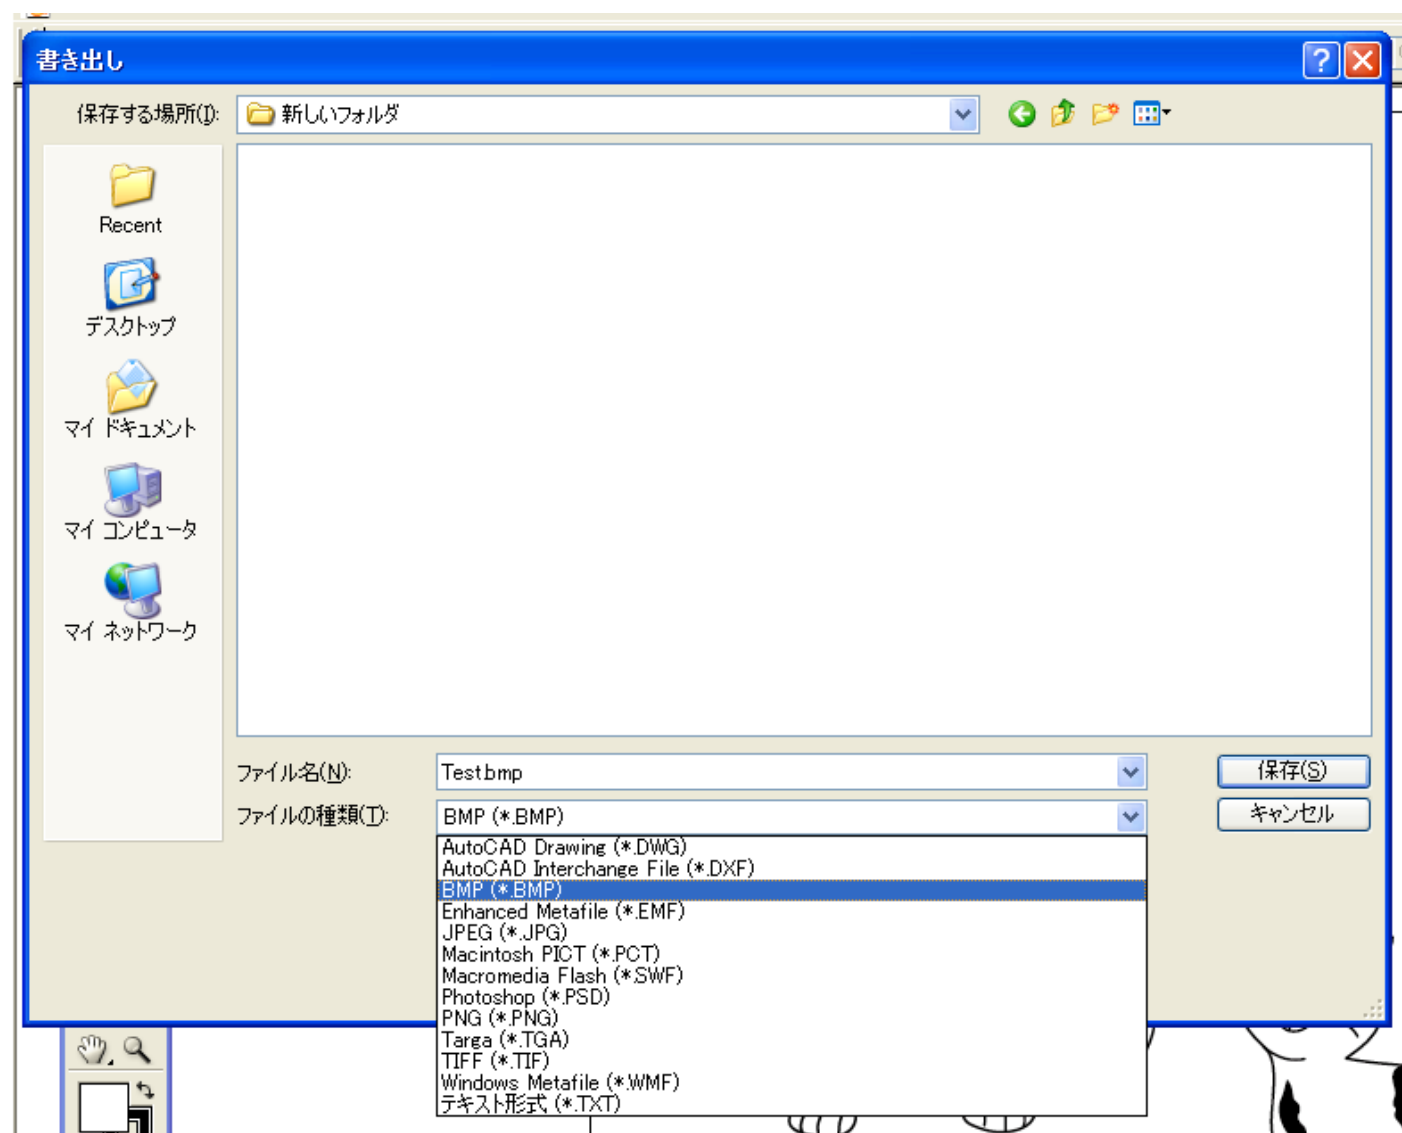 書き出し
保存する場所(I):
新しいフォルダ
Recent
デスクトップ
マイ ドキュメント
マイ コンピュータ
マイ ネットワーク
ファイル名(N):
Test.bmp
保存(S)
ファイルの種類(T):
BMP (*.BMP)
キャンセル
AutoCAD Drawing (*.DWG)
AutoCAD Interchange File (*.DXF)
BMP (*.BMP)
Enhanced Metafile (*.EMF)
JPEG (*.JPG)
Macintosh PICT (*.PCT)
Macromedia Flash (*.SWF)
Photoshop (*.PSD)
PNG (*.PNG)
Targa (*.TGA)
TIFF (*.TIF)
Windows Metafile (*.WMF)
テキスト形式 (*.TXT)